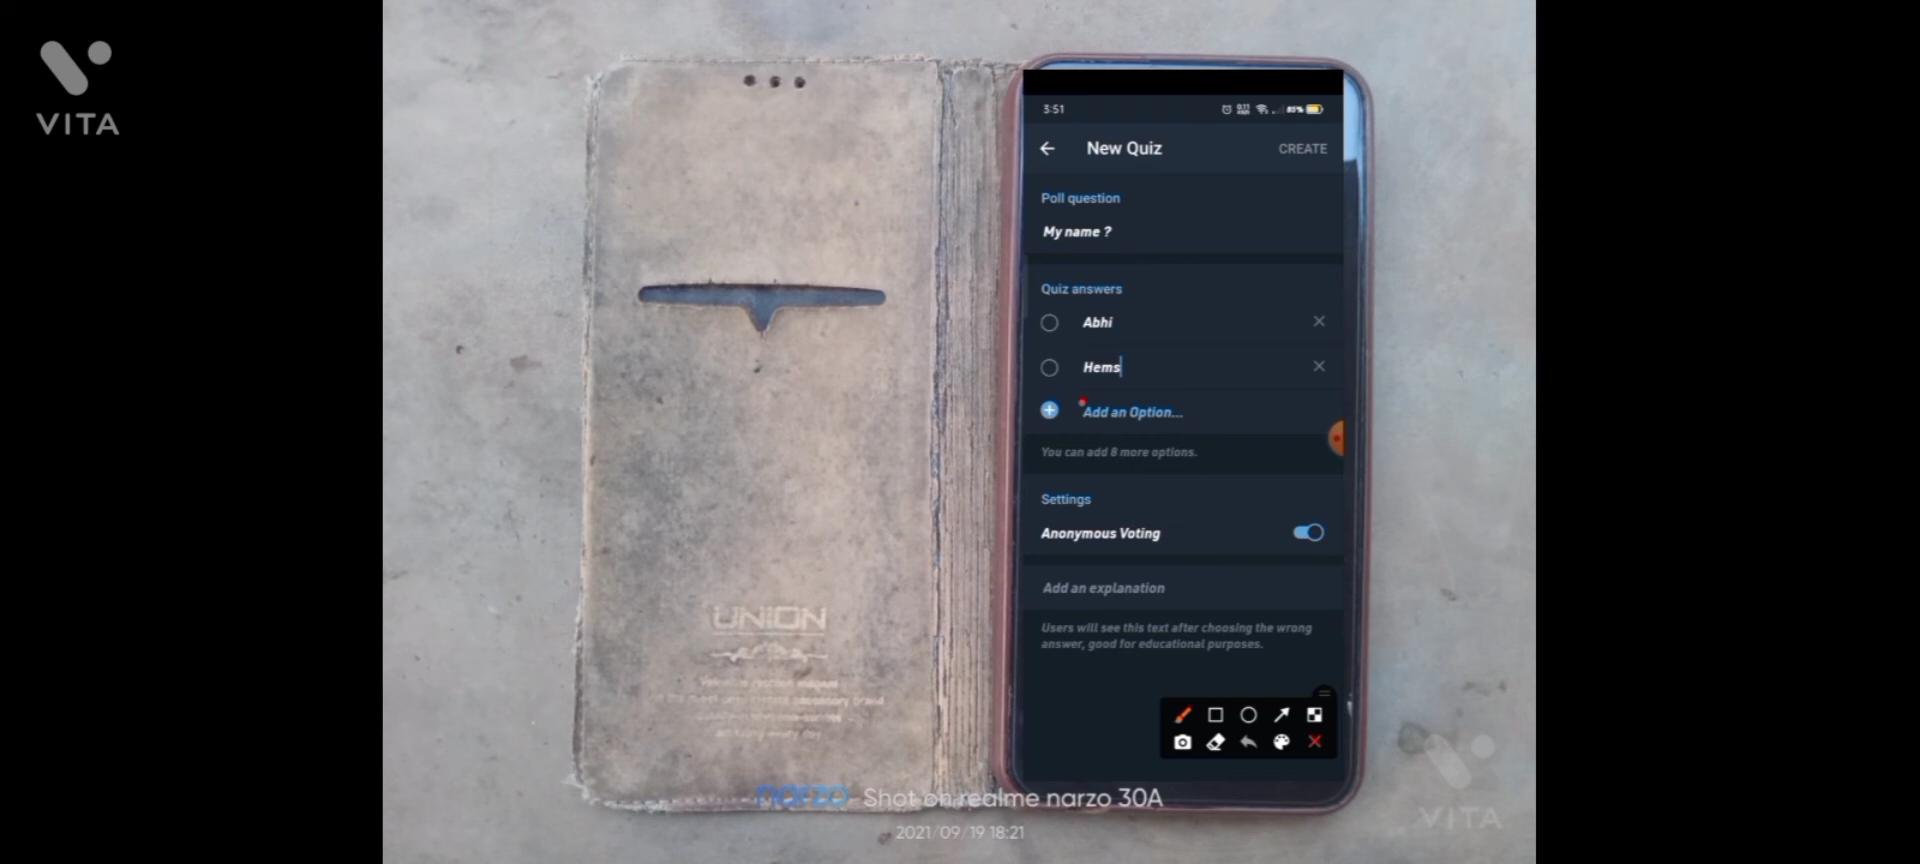 VITA
3:51
85%
New Quiz
CREATE
Poll question
My name ?
Quiz answers
Abhi
Hems
Add an Option...
You can add 8 more options.
Settings
Anonymous Voting
Add an explanation
Users will see this text after choosing the wrong
answer, good for educational purposes.
UNION
narzo Shot on realme narzo 30A
2021/09/19 18:21
VITA